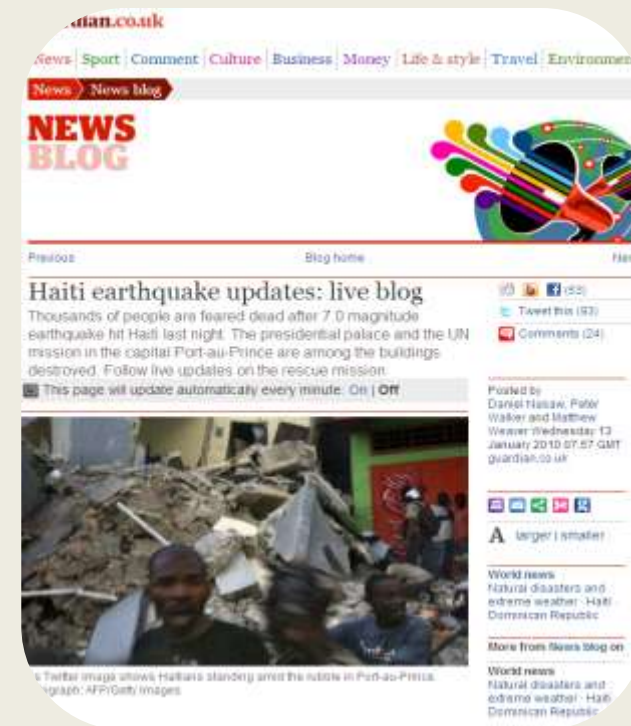 dian.co.uk
News Sport Comment Culture Business Money Life & style Travel Environmen
News News blog
NEWS
BLOG
Previous
Blog home
Haiti earthquake updates: live blog
Thousands of people are feared dead after 7.0 magnitude
earthquake hit Haiti last night. The presidential palace and the UN
mission in the capital Port-au-Prince are among the buildings
destroyed. Follow live updates on the rescue mission
This page will update automatically every minute: On | Off
Tweet this (93)
Comments (24)
Posted by
Daniel Nasaw, Peter
Walker and Matthew
Weaver Wednesday 13
January 2010 07.57 GMT
guardian.co.uk
A larger | smaller
World news
Natural disasters and
extreme weather · Haiti ·
Dominican Republic
More from News blog on
World news
Natural disasters and
extreme weather · Haiti
Dominican Republic
Twitter image shows Haitians standing amid the rubble in Port-au-Prince.
AFP/Getty Images